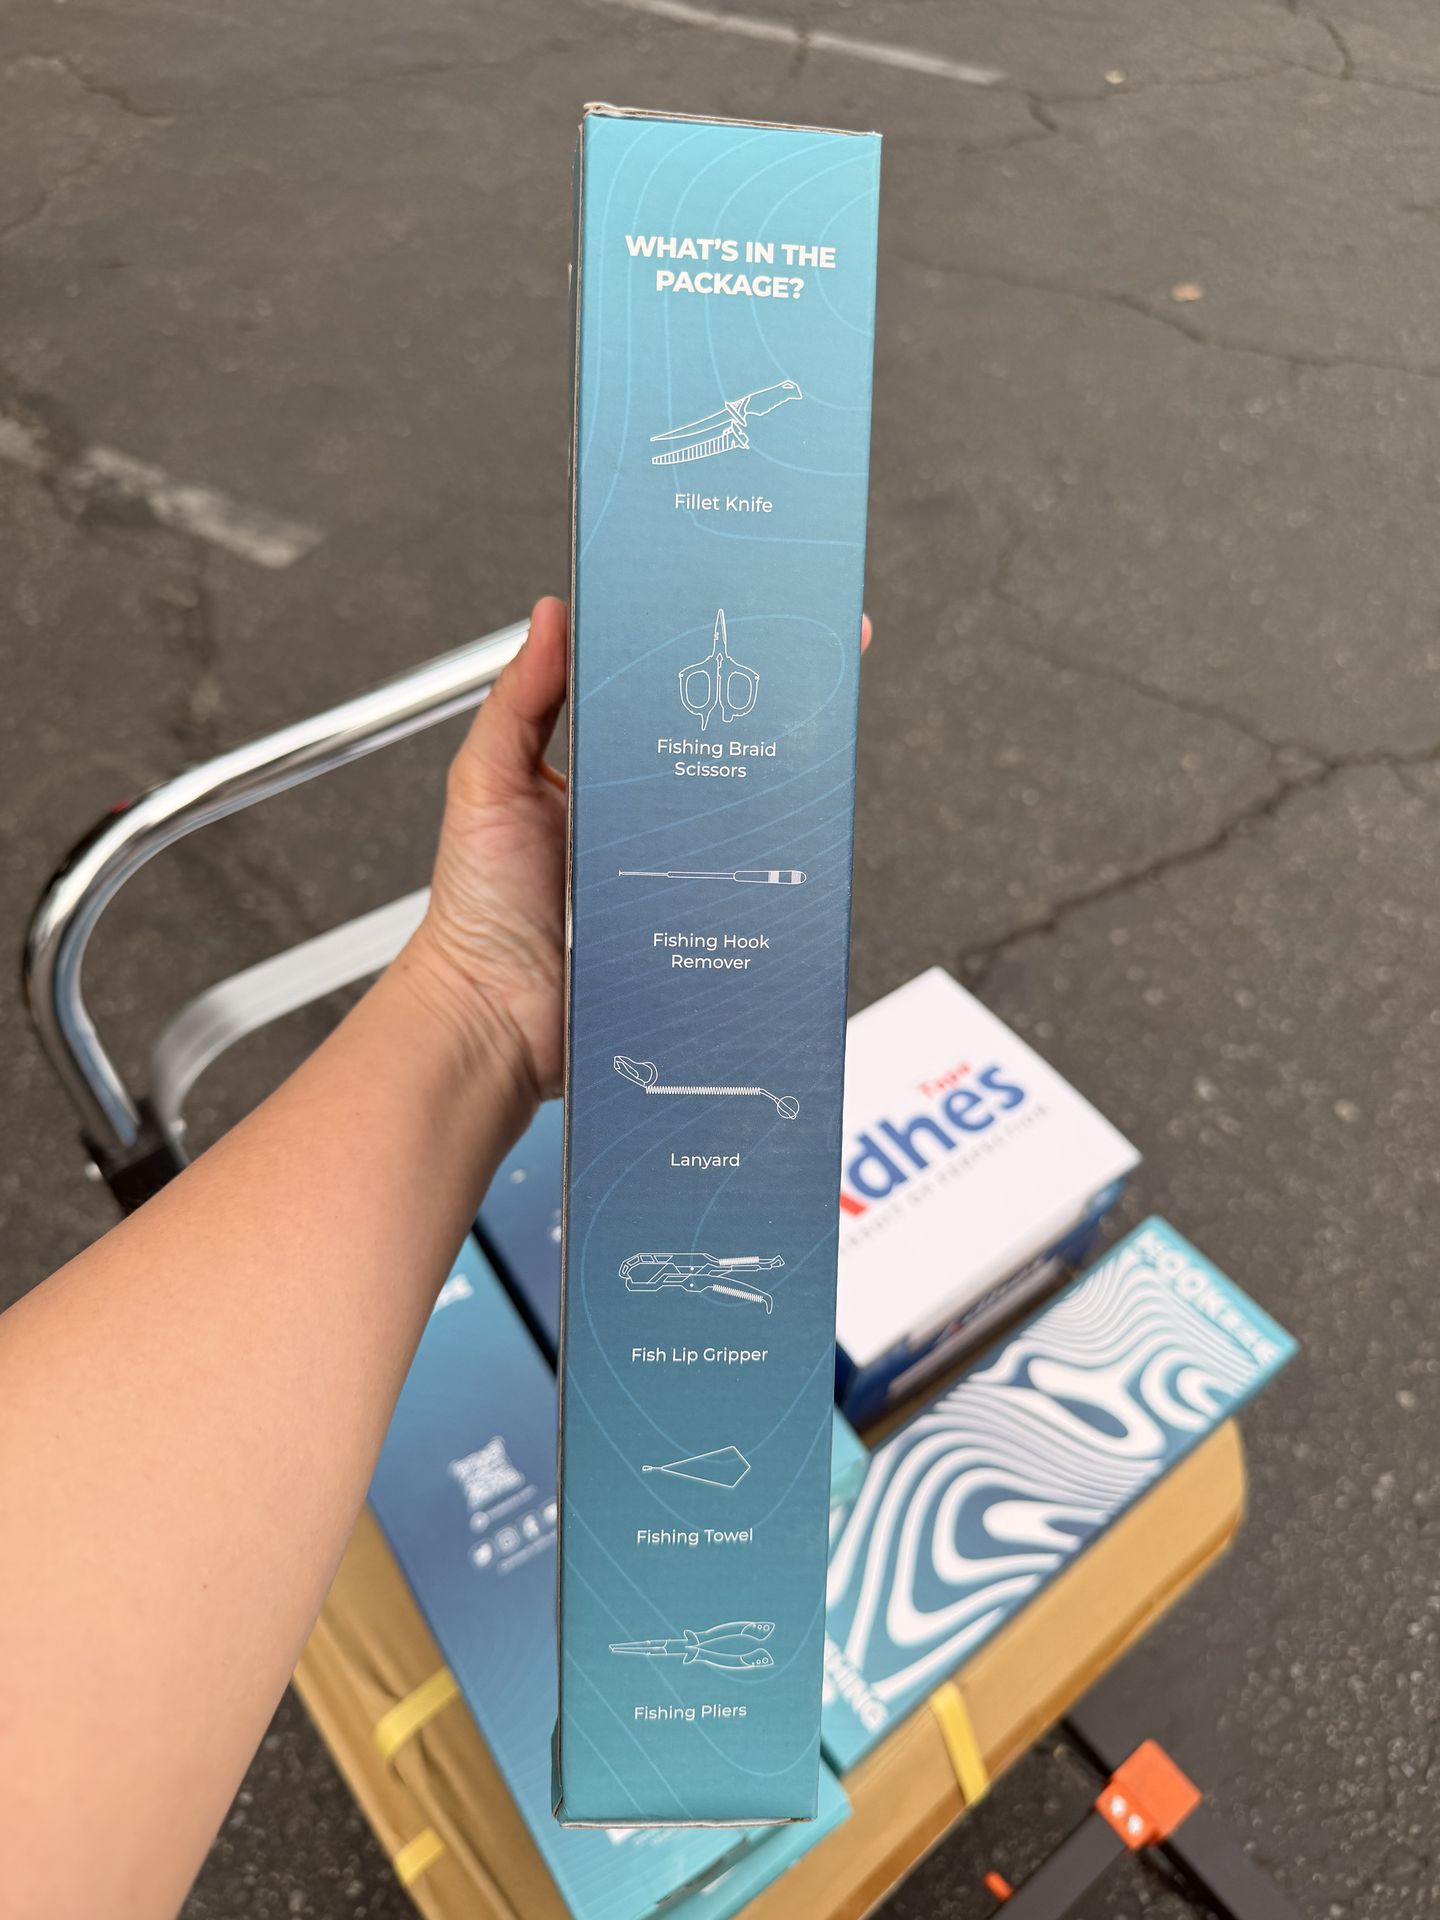 WHAT'S IN THE
PACKAGE?
Fillet Knife
Fishing Braid
Scissors
Fishing Hook
Remover
Lanyard
Fish Lip Gripper
Fishing Towel
Fishing Pliers
dhes